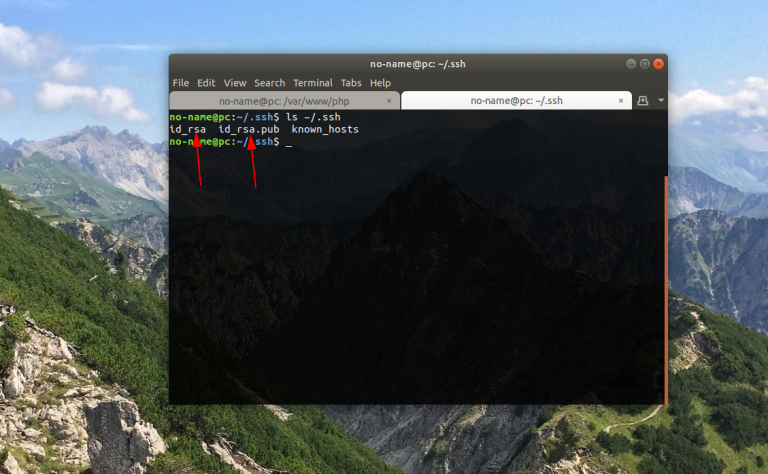 no-name@pc: ~/.ssh
File Edit View Search Terminal Tabs Help
no-name@pc: /var/www/php × no-name@pc: ~/.ssh ×
no-name@pc:~/.ssh$ ls ~/.ssh
id_rsa id_rsa.pub known_hosts
no-name@pc:~/.ssh$ _